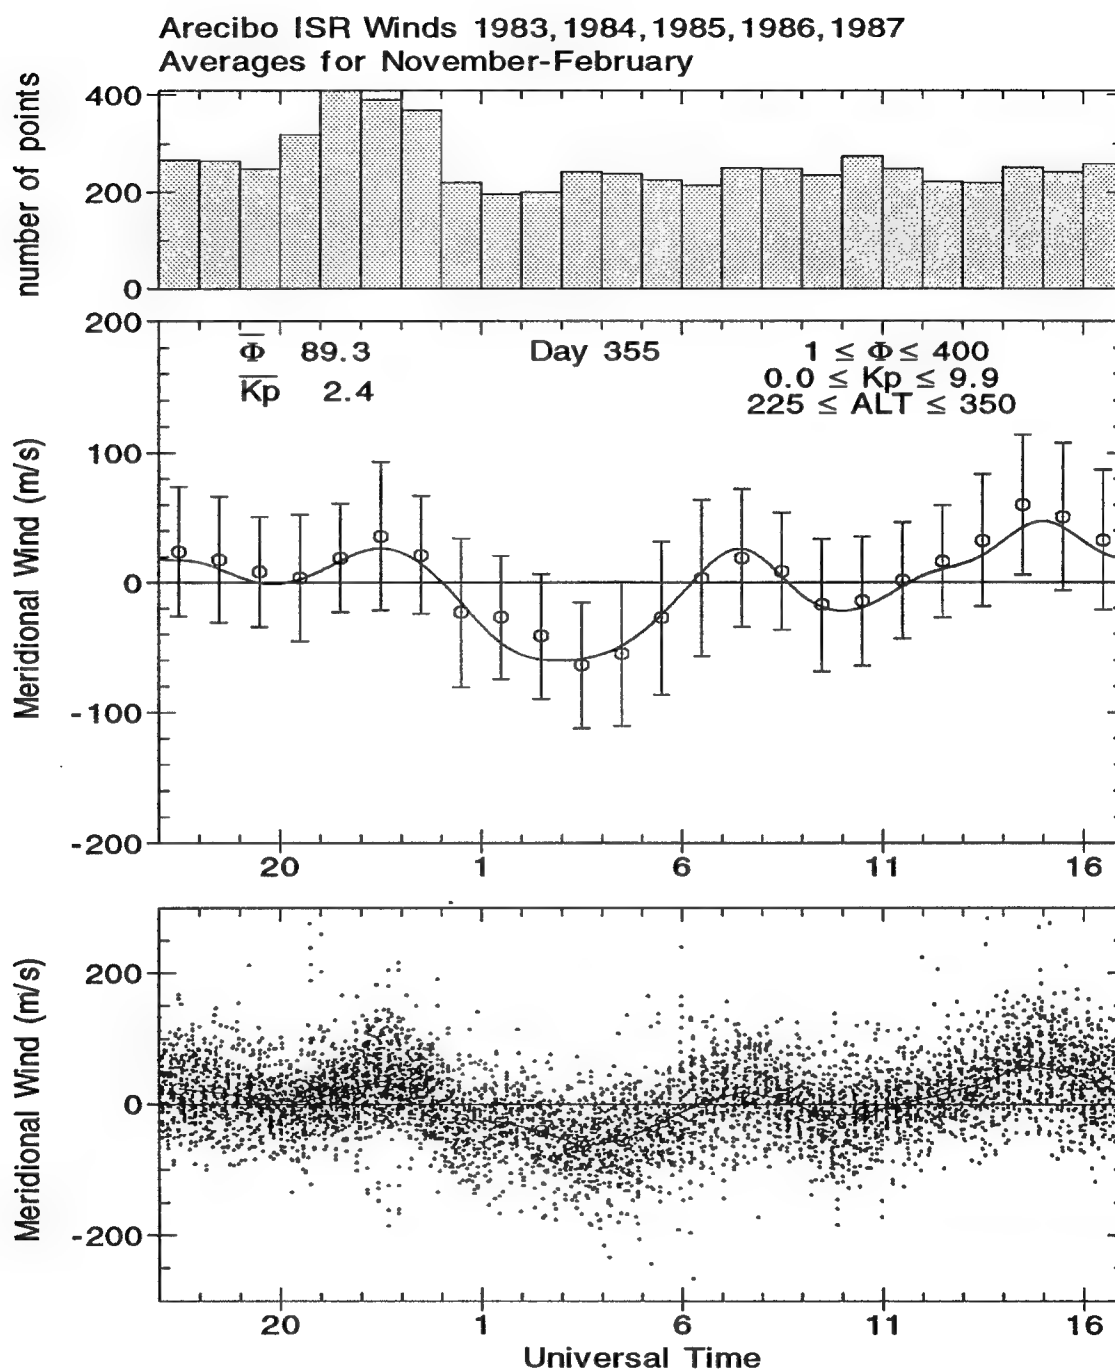 Arecibo ISR Winds 1983,1984,1985,1986,1987
Averages for November-February
number of points
400
200
0
Meridional Wind (m/s)
200
100
0
-100
-200
Φ 89.3
Kp 2.4
Day 355
1 ≤ Φ ≤ 400
0.0 ≤ Kp ≤ 9.9
225 ≤ ALT ≤ 350
20 1 6 11 16
Meridional Wind (m/s)
200
0
-200
20 1 6 11 16
Universal Time